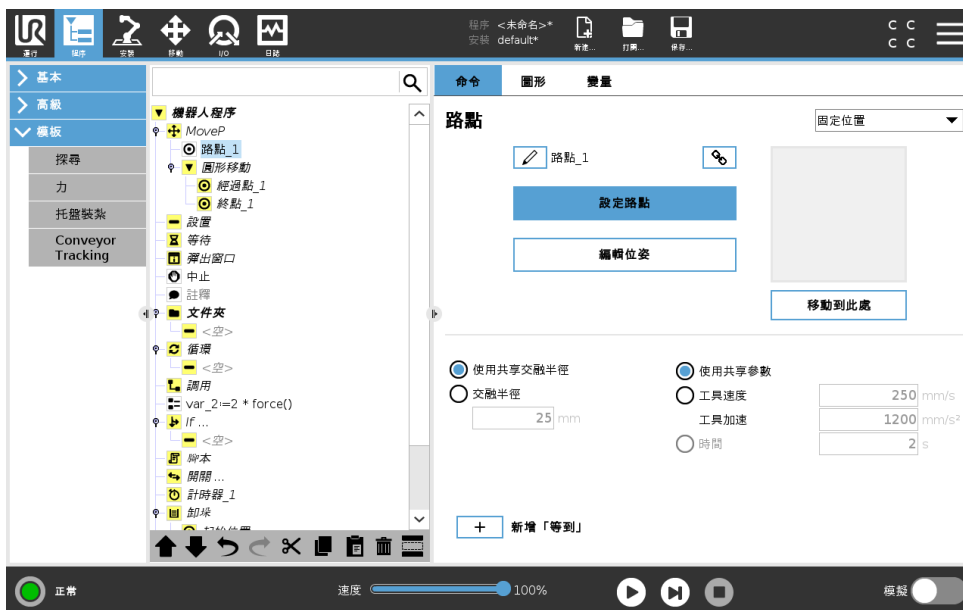 UR
運行
程序
安裝
移動
I/O
日誌
程序 <未命名>*
安裝 default*
新建...
打開...
保存...
C C
C C
基本
高級
模板
探尋
力
托盤裝紮
Conveyor
Tracking
機器人程序
MoveP
路點_1
圓形移動
經過點_1
終點_1
設置
等待
彈出窗口
中止
註釋
文件夾
<空>
循環
<空>
調用
var_2≔2 * force()
If ...
<空>
腳本
開關 ...
計時器_1
卸垛
起始位置
命令 圖形 變量
路點
固定位置
路點_1
設定路點
編輯位姿
移動到此處
使用共享交融半徑
交融半徑
25 mm
使用共享參數
工具速度 250 mm/s
工具加速 1200 mm/s²
時間 2 s
+ 新增「等到」
正常
速度 100%
模擬